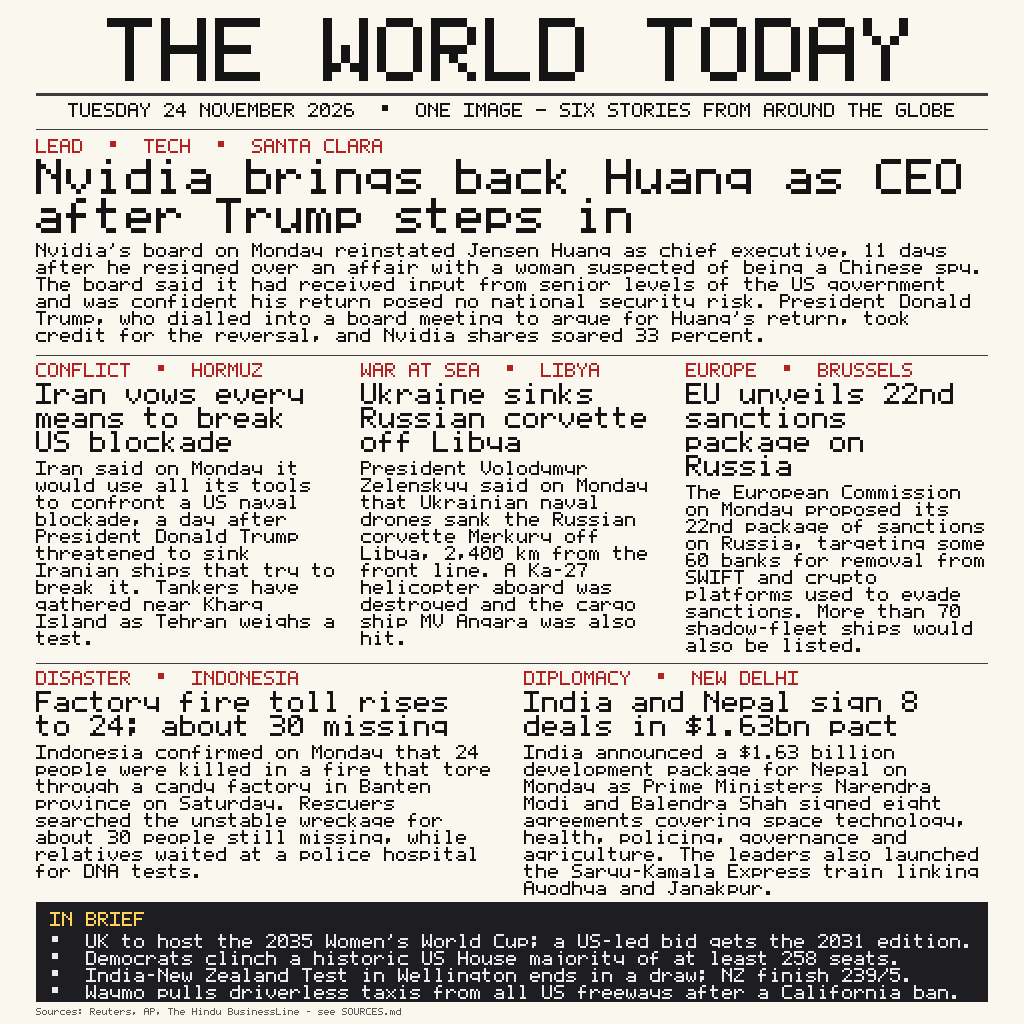 THE WORLD TODAY
TUESDAY 24 NOVEMBER 2026 ▪ ONE IMAGE – SIX STORIES FROM AROUND THE GLOBE
LEAD ▪ TECH ▪ SANTA CLARA
Nvidia brings back Huang as CEO
after Trump steps in
Nvidia's board on Monday reinstated Jensen Huang as chief executive, 11 days
after he resigned over an affair with a woman suspected of being a Chinese spy.
The board said it had received input from senior levels of the US government
and was confident his return posed no national security risk. President Donald
Trump, who dialled into a board meeting to argue for Huang's return, took
credit for the reversal, and Nvidia shares soared 33 percent.
CONFLICT ▪ HORMUZ
Iran vows every
means to break
US blockade
Iran said on Monday it
would use all its tools
to confront a US naval
blockade, a day after
President Donald Trump
threatened to sink
Iranian ships that try to
break it. Tankers have
gathered near Kharg
Island as Tehran weighs a
test.
WAR AT SEA ▪ LIBYA
Ukraine sinks
Russian corvette
off Libya
President Volodymyr
Zelenskyy said on Monday
that Ukrainian naval
drones sank the Russian
corvette Merkury off
Libya, 2,400 km from the
front line. A Ka-27
helicopter aboard was
destroyed and the cargo
ship MV Angara was also
hit.
EUROPE ▪ BRUSSELS
EU unveils 22nd
sanctions
package on
Russia
The European Commission
on Monday proposed its
22nd package of sanctions
on Russia, targeting some
60 banks for removal from
SWIFT and crypto
platforms used to evade
sanctions. More than 70
shadow-fleet ships would
also be listed.
DISASTER ▪ INDONESIA
Factory fire toll rises
to 24; about 30 missing
Indonesia confirmed on Monday that 24
people were killed in a fire that tore
through a candy factory in Banten
province on Saturday. Rescuers
searched the unstable wreckage for
about 30 people still missing, while
relatives waited at a police hospital
for DNA tests.
DIPLOMACY ▪ NEW DELHI
India and Nepal sign 8
deals in $1.63bn pact
India announced a $1.63 billion
development package for Nepal on
Monday as Prime Ministers Narendra
Modi and Balendra Shah signed eight
agreements covering space technology,
health, policing, governance and
agriculture. The leaders also launched
the Saryu-Kamala Express train linking
Ayodhya and Janakpur.
IN BRIEF
▪ UK to host the 2035 Women's World Cup; a US-led bid gets the 2031 edition.
▪ Democrats clinch a historic US House majority of at least 258 seats.
▪ India-New Zealand Test in Wellington ends in a draw; NZ finish 239/5.
▪ Waymo pulls driverless taxis from all US freeways after a California ban.
Sources: Reuters, AP, The Hindu BusinessLine - see SOURCES.md